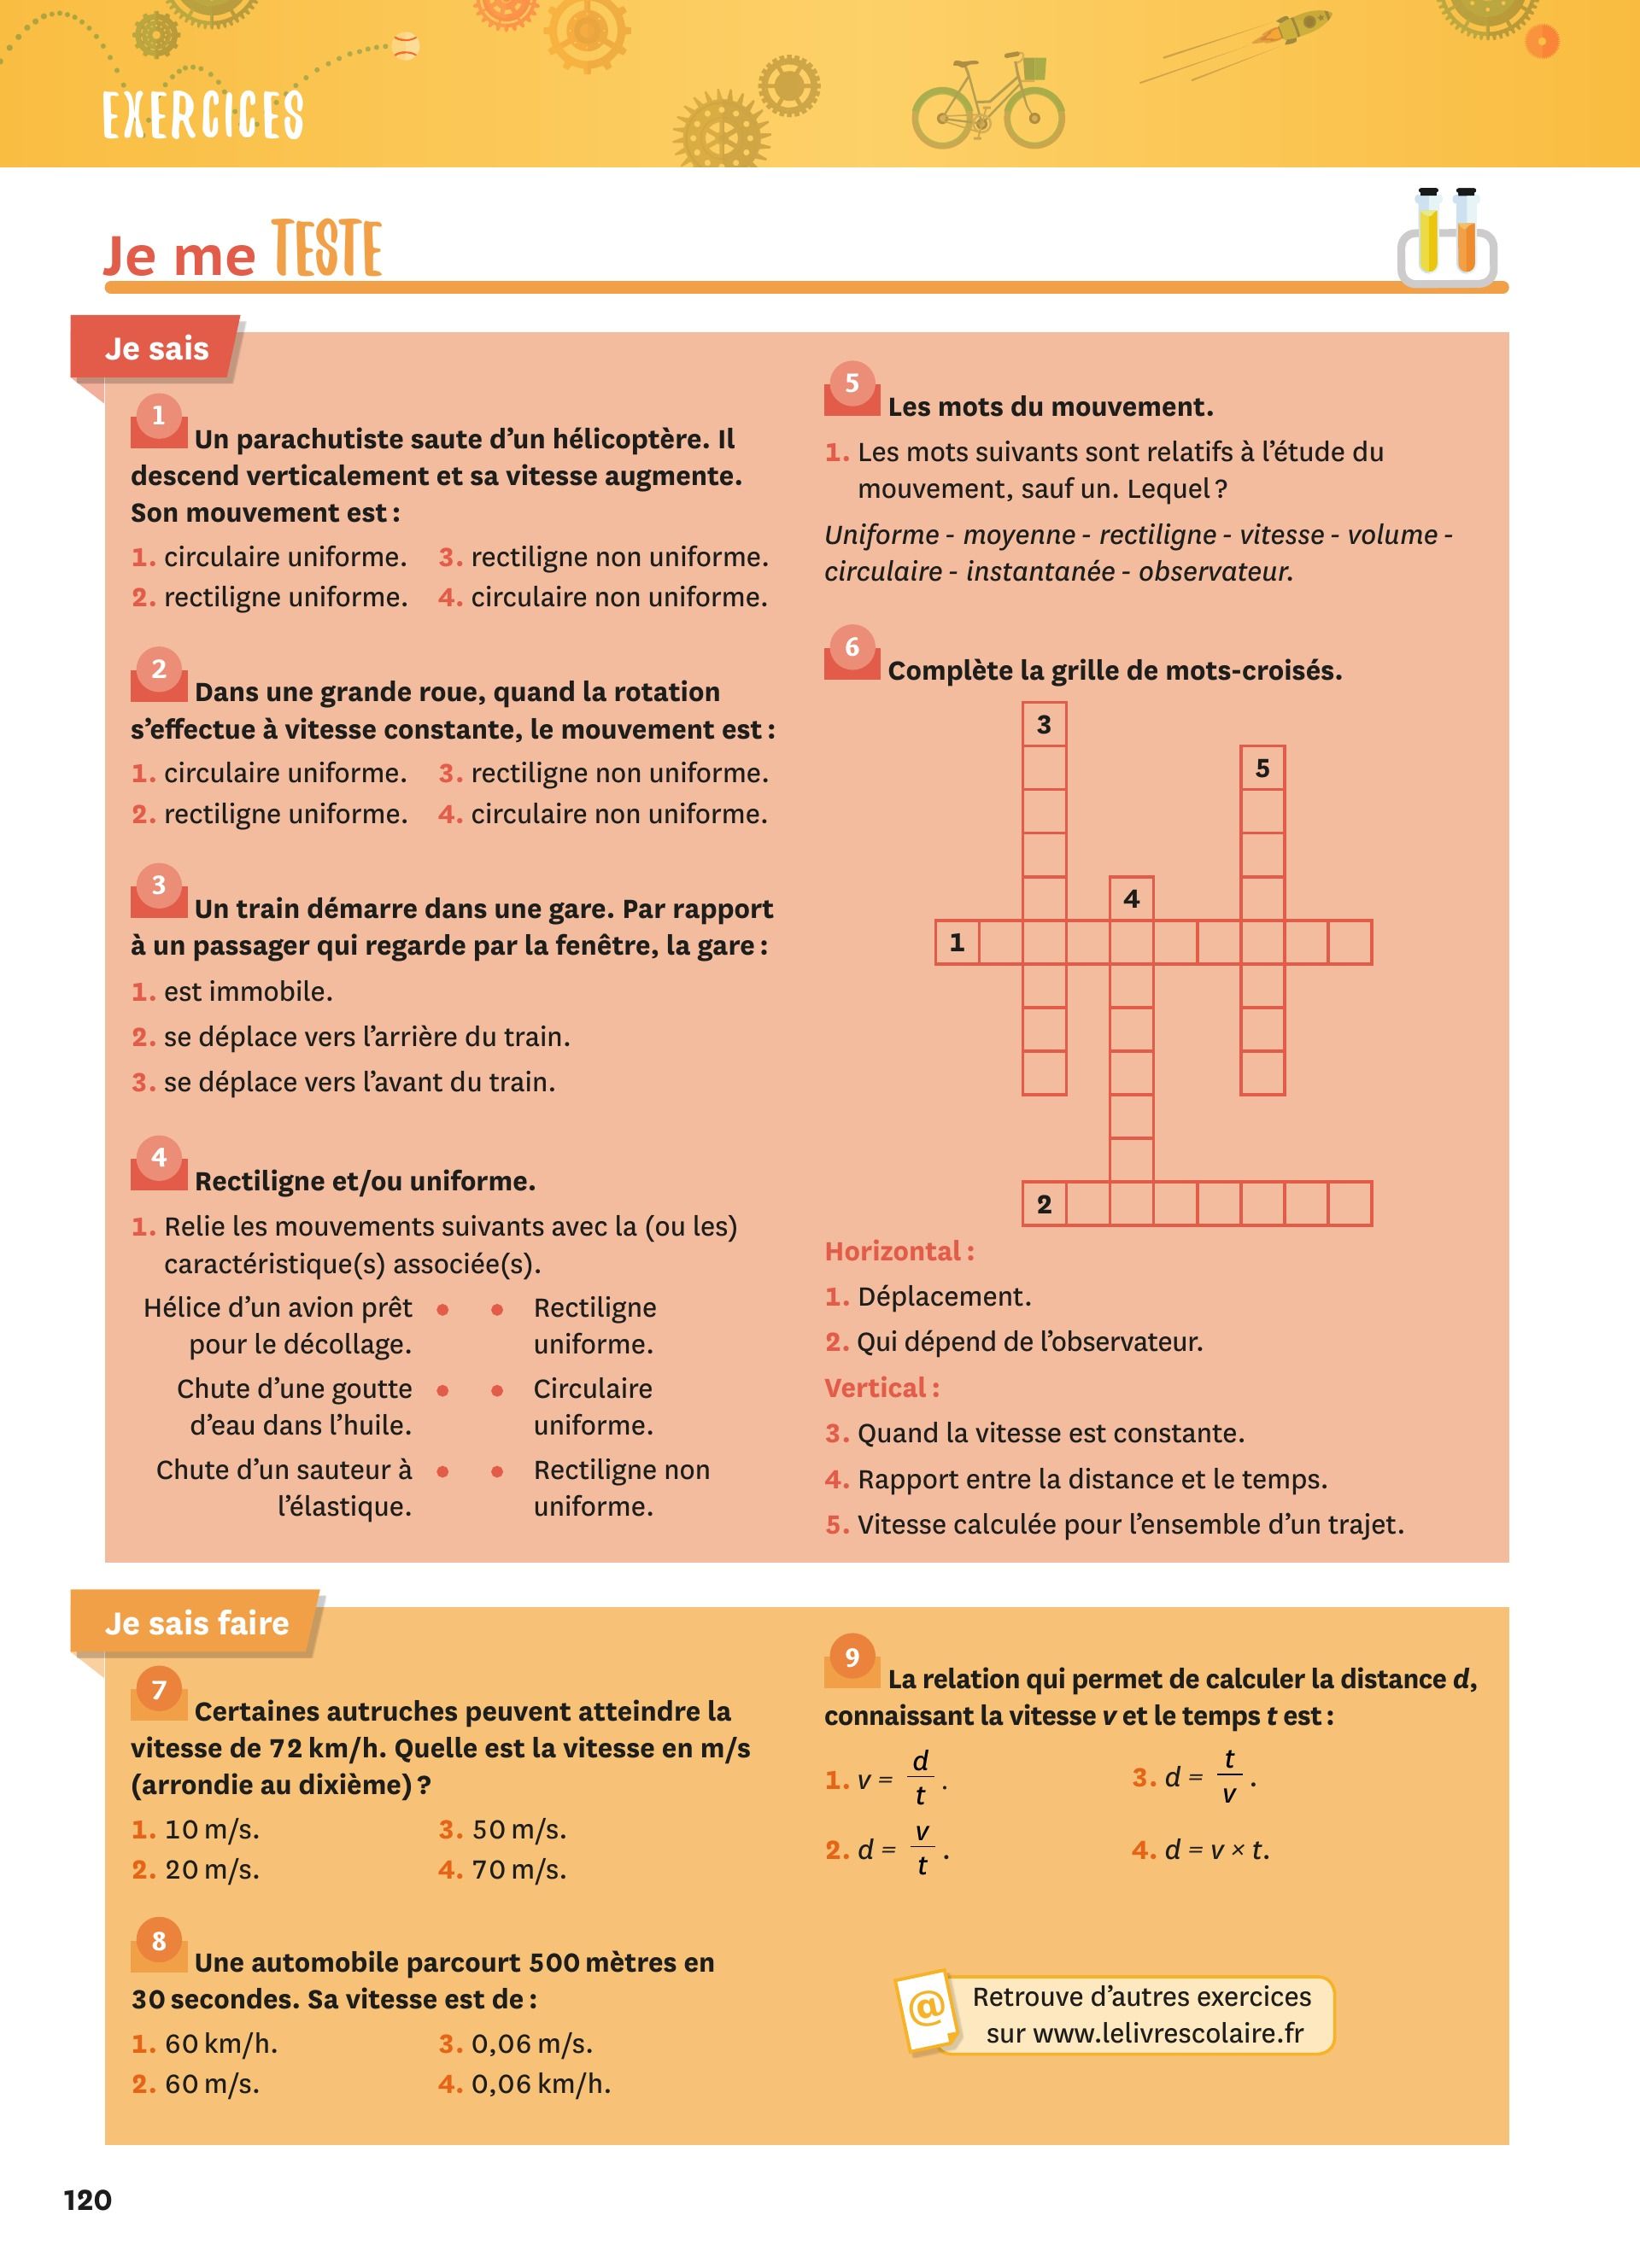 EXERCICES
Je me TESTE
Je sais
1 Un parachutiste saute d’un hélicoptère. Il
descend verticalement et sa vitesse augmente.
Son mouvement est :
1. circulaire uniforme. 3. rectiligne non uniforme.
2. rectiligne uniforme. 4. circulaire non uniforme.
2 Dans une grande roue, quand la rotation
s’effectue à vitesse constante, le mouvement est :
1. circulaire uniforme. 3. rectiligne non uniforme.
2. rectiligne uniforme. 4. circulaire non uniforme.
3 Un train démarre dans une gare. Par rapport
à un passager qui regarde par la fenêtre, la gare :
1. est immobile.
2. se déplace vers l’arrière du train.
3. se déplace vers l’avant du train.
4 Rectiligne et/ou uniforme.
1. Relie les mouvements suivants avec la (ou les)
caractéristique(s) associée(s).
Hélice d’un avion prêt • • Rectiligne
pour le décollage. uniforme.
Chute d’une goutte • • Circulaire
d’eau dans l’huile. uniforme.
Chute d’un sauteur à • • Rectiligne non
l’élastique. uniforme.
5 Les mots du mouvement.
1. Les mots suivants sont relatifs à l’étude du
mouvement, sauf un. Lequel ?
Uniforme - moyenne - rectiligne - vitesse - volume -
circulaire - instantanée - observateur.
6 Complète la grille de mots-croisés.
3
5
4
1
2
Horizontal :
1. Déplacement.
2. Qui dépend de l’observateur.
Vertical :
3. Quand la vitesse est constante.
4. Rapport entre la distance et le temps.
5. Vitesse calculée pour l’ensemble d’un trajet.
Je sais faire
7 Certaines autruches peuvent atteindre la
vitesse de 72 km/h. Quelle est la vitesse en m/s
(arrondie au dixième) ?
1. 10 m/s. 3. 50 m/s.
2. 20 m/s. 4. 70 m/s.
8 Une automobile parcourt 500 mètres en
30 secondes. Sa vitesse est de :
1. 60 km/h. 3. 0,06 m/s.
2. 60 m/s. 4. 0,06 km/h.
9 La relation qui permet de calculer la distance d,
connaissant la vitesse v et le temps t est :
1. v = d/t. 3. d = t/v.
2. d = v/t. 4. d = v × t.
@ Retrouve d’autres exercices
sur www.lelivrescolaire.fr
120